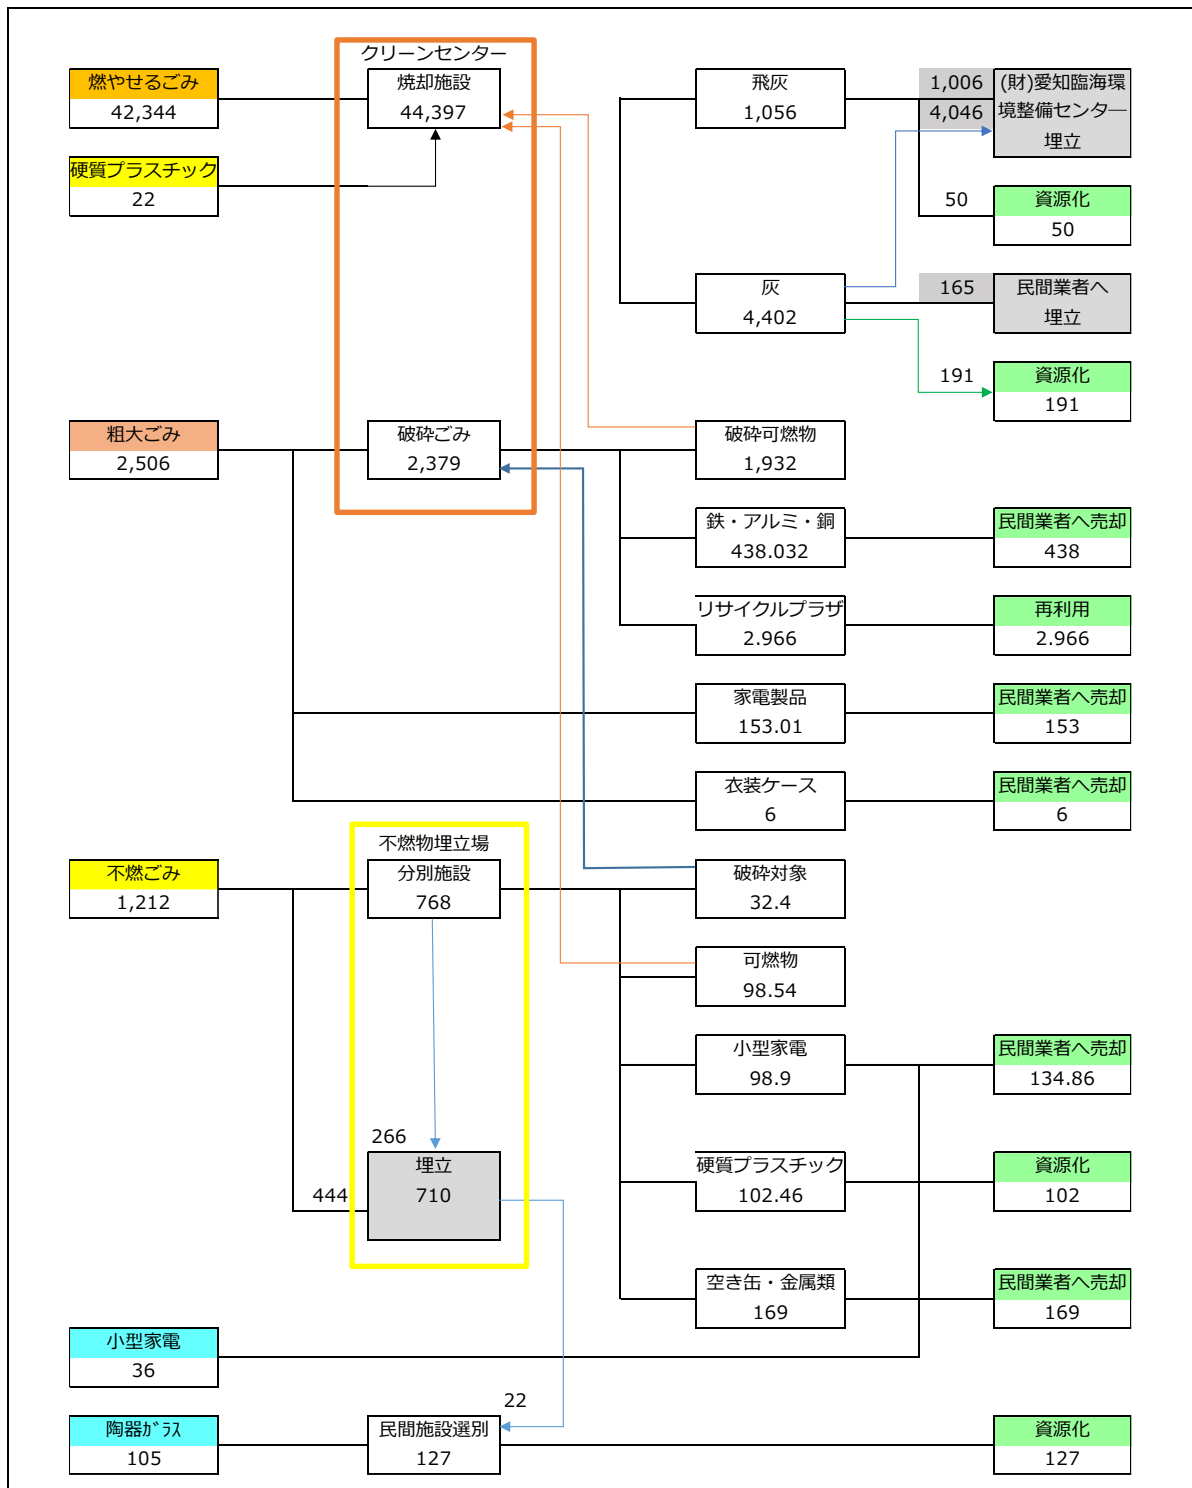 クリーンセンター
燃やせるごみ
42,344
焼却施設
44,397
飛灰
1,056
1,006
4,046
(財)愛知臨海環
境整備センター
埋立
硬質プラスチック
22
50
資源化
50
灰
4,402
165
民間業者へ
埋立
191
資源化
191
粗大ごみ
2,506
破砕ごみ
2,379
破砕可燃物
1,932
鉄・アルミ・銅
438.032
民間業者へ売却
438
リサイクルプラザ
2.966
再利用
2.966
家電製品
153.01
民間業者へ売却
153
衣装ケース
6
民間業者へ売却
6
不燃物埋立場
不燃ごみ
1,212
分別施設
768
破砕対象
32.4
可燃物
98.54
小型家電
98.9
民間業者へ売却
134.86
266
埋立
710
444
硬質プラスチック
102.46
資源化
102
空き缶・金属類
169
民間業者へ売却
169
小型家電
36
22
陶器ｶﾞﾗｽ
105
民間施設選別
127
資源化
127